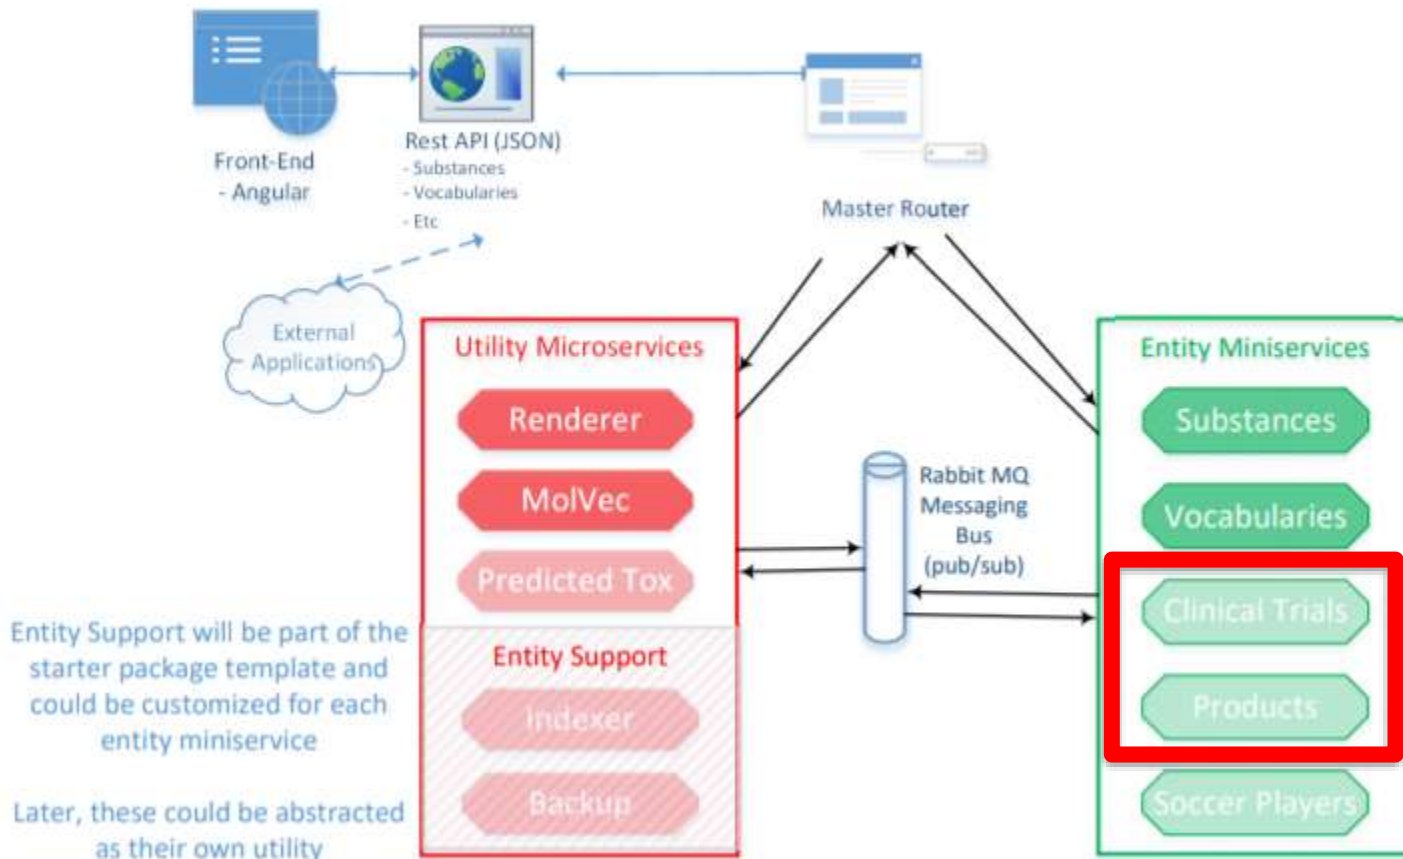 Front-End
- Angular
Rest API (JSON)
- Substances
- Vocabularies
- Etc
Master Router
External
Applications
Utility Microservices
Renderer
MolVec
Predicted Tox
Entity Support
Indexer
Backup
Rabbit MQ
Messaging
Bus
(pub/sub)
Entity Miniservices
Substances
Vocabularies
Clinical Trials
Products
Soccer Players
Entity Support will be part of the
starter package template and
could be customized for each
entity miniservice
Later, these could be abstracted
as their own utility